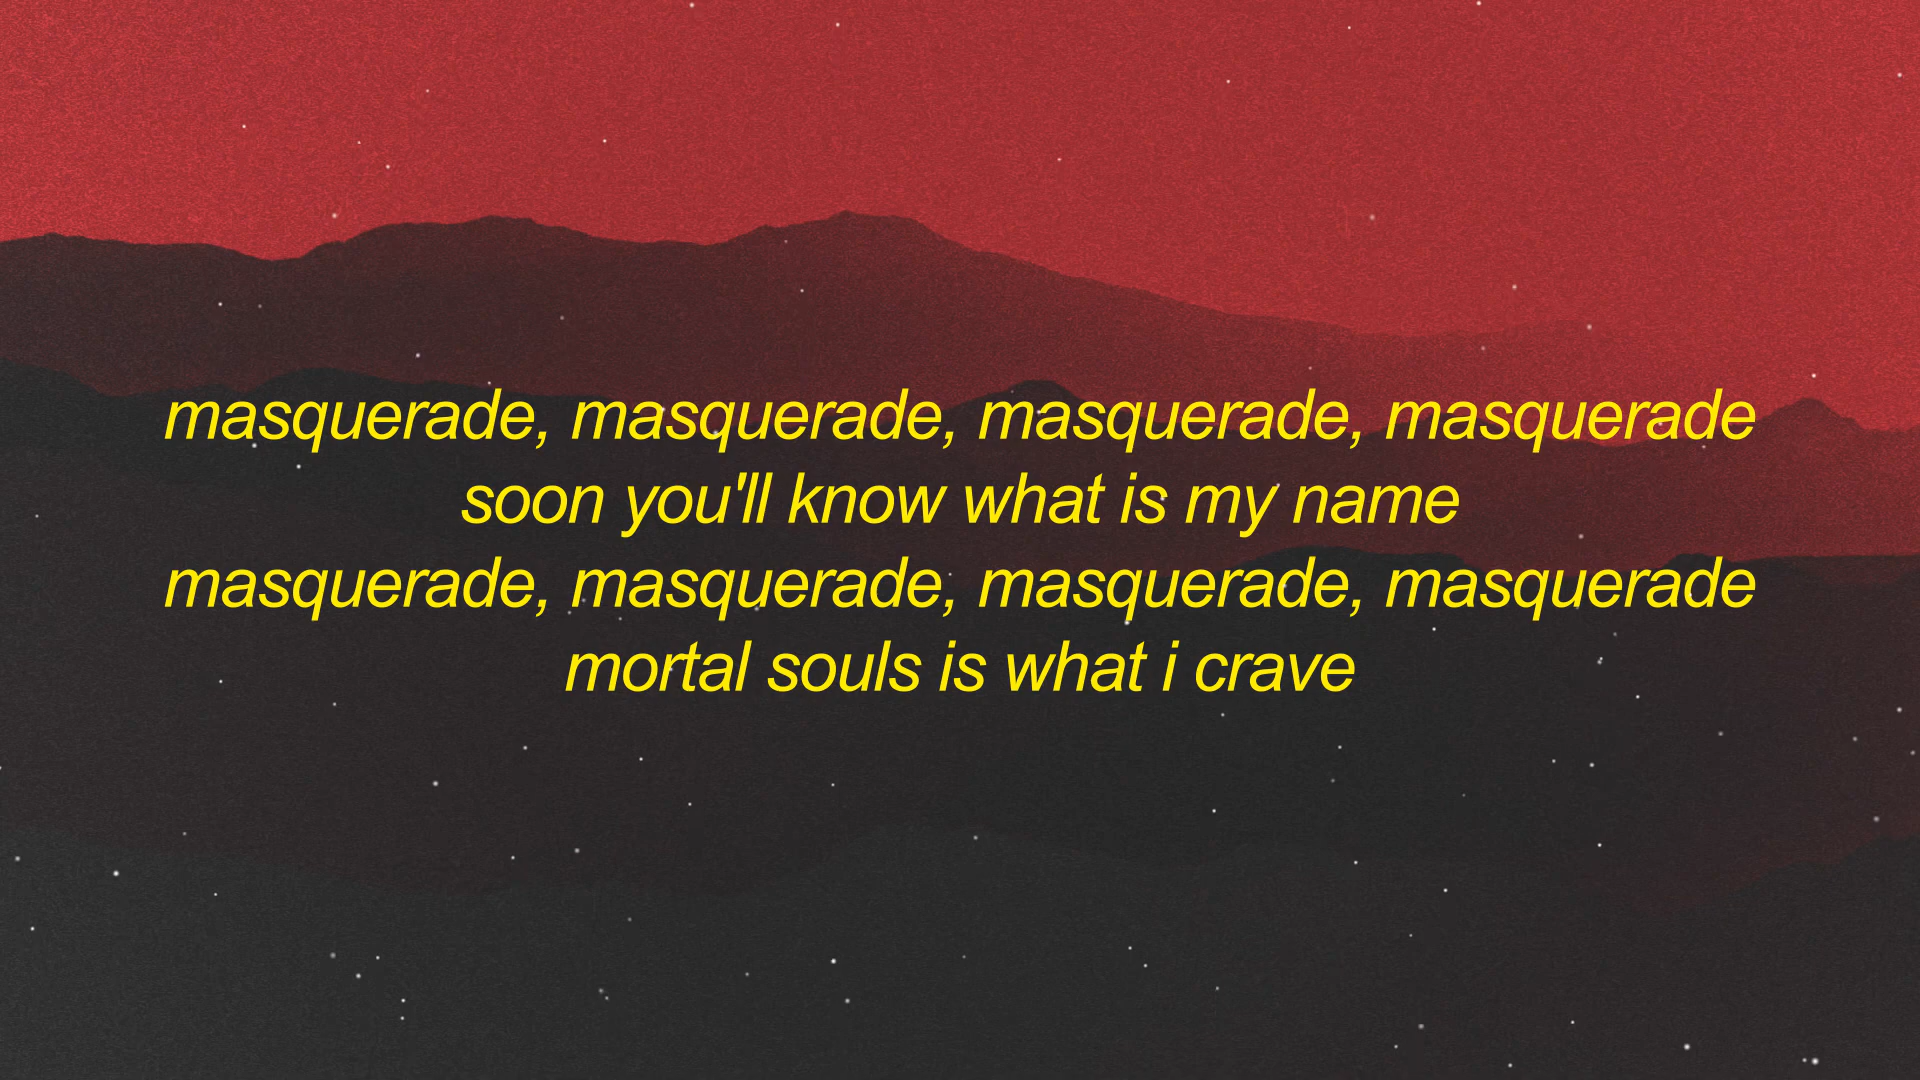 masquerade, masquerade, masquerade, masquerade
soon you'll know what is my name
masquerade, masquerade, masquerade, masquerade
mortal souls is what i crave